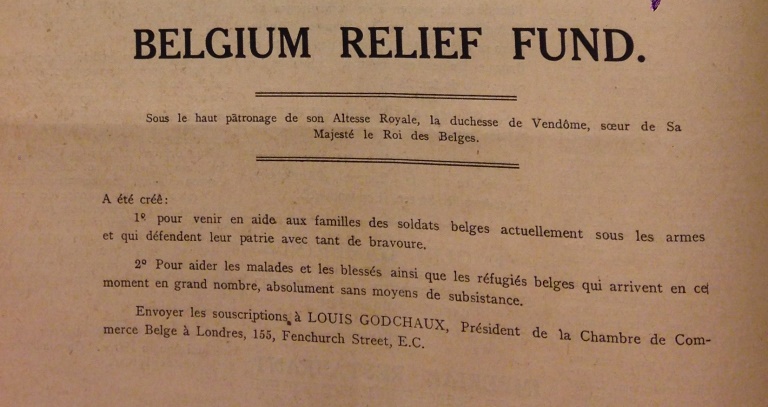 BELGIUM RELIEF FUND.
Sous le haut pâtronage de son Altesse Royale, la duchesse de Vendôme, sœur de Sa
Majesté le Roi des Belges.
A été créê:
1º pour venir en aide aux familles des soldats belges actuellement sous les armes
et qui défendent leur patrie avec tant de bravoure.
2º Pour aider les malades et les blessés ainsi que les réfugiés belges qui arrivent en ce
moment en grand nombre, absolument sans moyens de subsistance.
Envoyer les souscriptions à LOUIS GODCHAUX, Président de la Chambre de Com-
merce Belge à Londres, 155, Fenchurch Street, E.C.